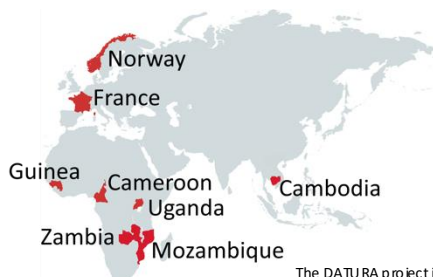 Norway
France
Guinea
Cameroon
Uganda
Cambodia
Zambia
Mozambique
The DATURA project i